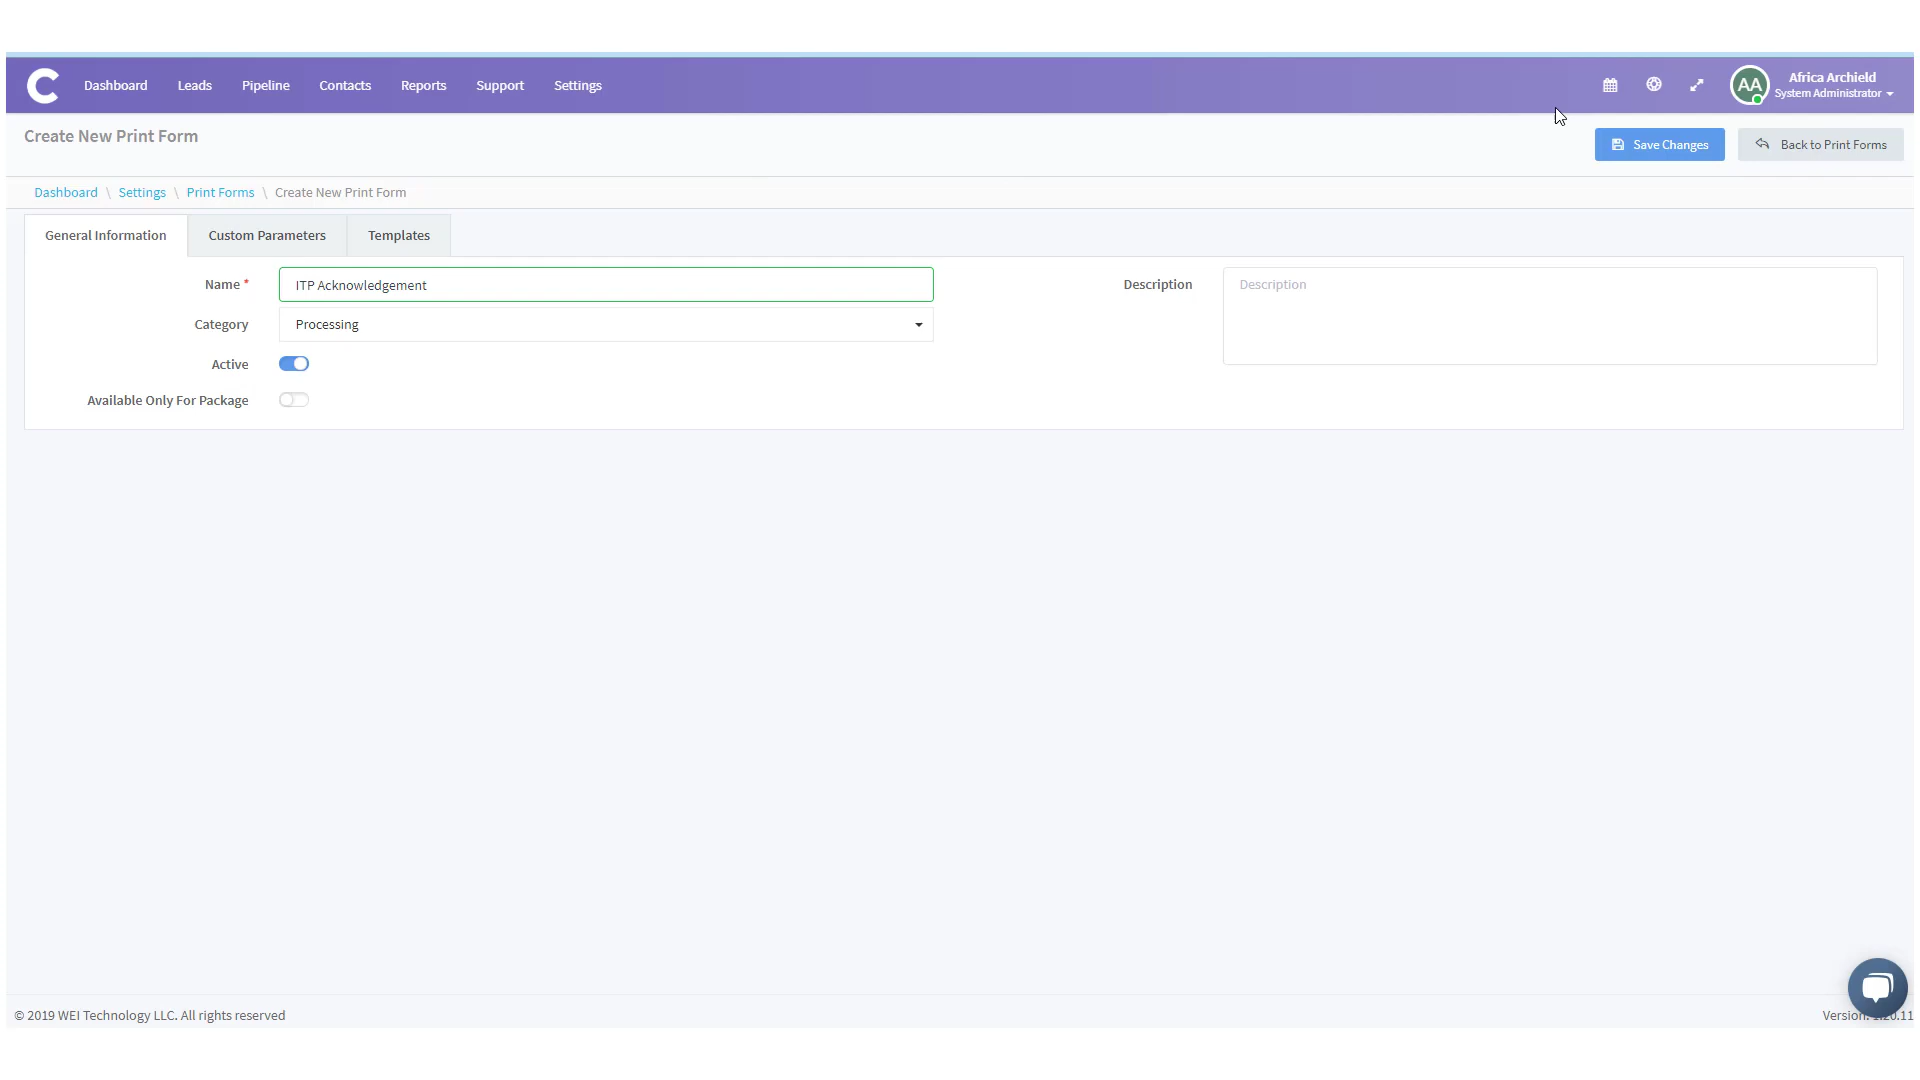 C Dashboard Leads Pipeline Contacts Reports Support Settings
AA Africa Archield
System Administrator
Create New Print Form
Save Changes Back to Print Forms
Dashboard \ Settings \ Print Forms \ Create New Print Form
General Information Custom Parameters Templates
Name * ITP Acknowledgement Description Description
Category Processing
Active
Available Only For Package
© 2019 WEI Technology LLC. All rights reserved Version: